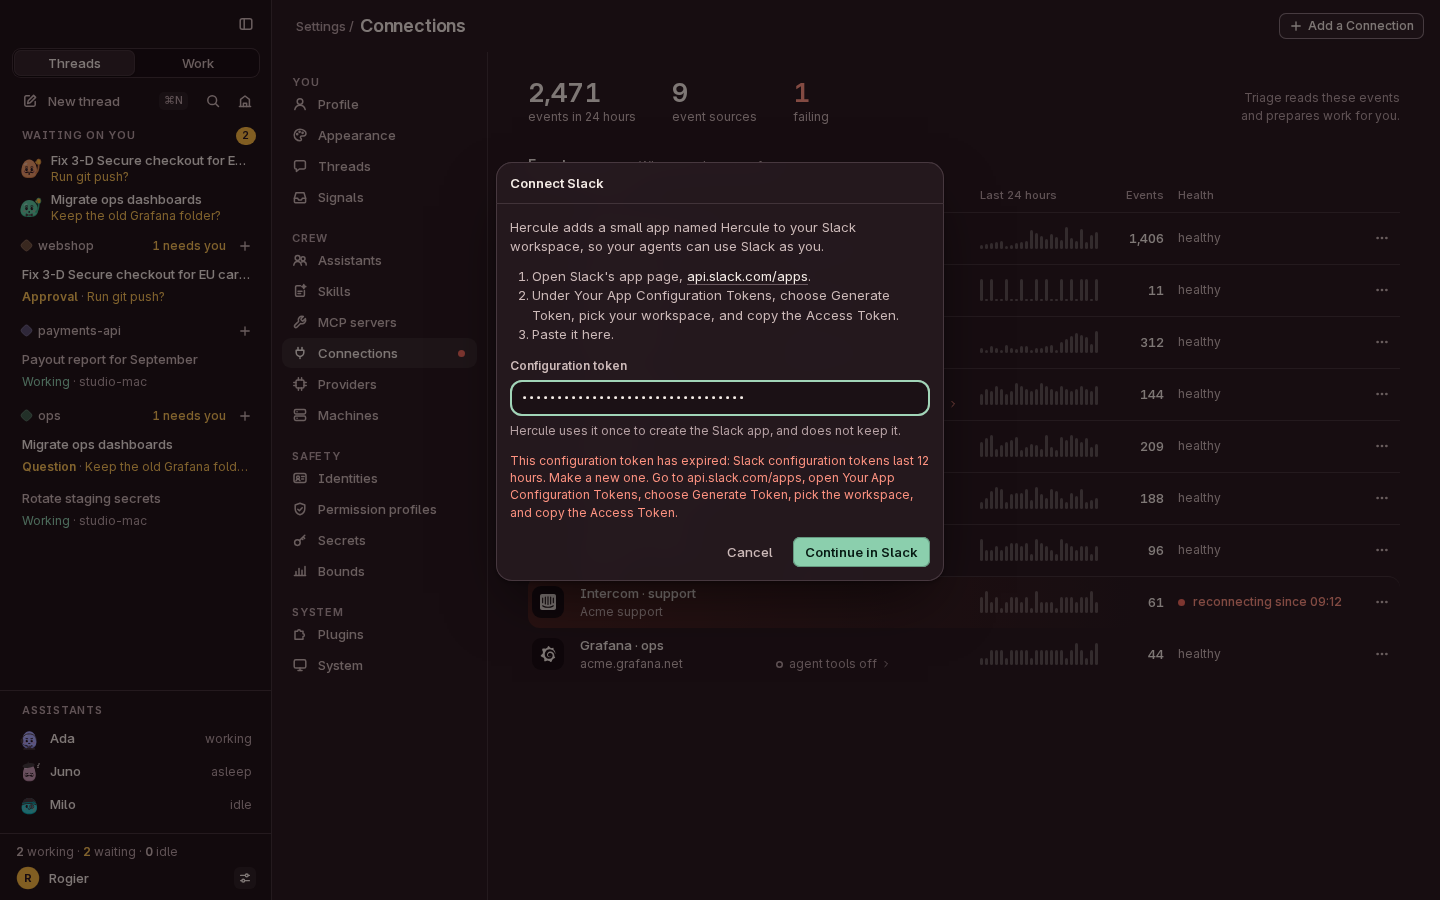 Settings / Connections
Add a Connection
Threads
Work
New thread
⌘N
WAITING ON YOU
2
Fix 3-D Secure checkout for E...
Run git push?
Migrate ops dashboards
Keep the old Grafana folder?
webshop
1 needs you
Fix 3-D Secure checkout for EU car...
Approval · Run git push?
payments-api
Payout report for September
Working · studio-mac
ops
1 needs you
Migrate ops dashboards
Question · Keep the old Grafana fold...
Rotate staging secrets
Working · studio-mac
ASSISTANTS
Ada
working
Juno
asleep
Milo
idle
2 working · 2 waiting · 0 idle
R
Rogier
YOU
Profile
Appearance
Threads
Signals
CREW
Assistants
Skills
MCP servers
Connections
Providers
Machines
SAFETY
Identities
Permission profiles
Secrets
Bounds
SYSTEM
Plugins
System
2,471
events in 24 hours
9
event sources
1
failing
Triage reads these events
and prepares work for you.
Last 24 hours
Events
Health
1,406
healthy
11
healthy
312
healthy
144
healthy
209
healthy
188
healthy
96
healthy
Intercom · support
Acme support
61
reconnecting since 09:12
Grafana · ops
acme.grafana.net
agent tools off
44
healthy
Connect Slack
Hercule adds a small app named Hercule to your Slack
workspace, so your agents can use Slack as you.
1. Open Slack's app page, api.slack.com/apps.
2. Under Your App Configuration Tokens, choose Generate
Token, pick your workspace, and copy the Access Token.
3. Paste it here.
Configuration token
Hercule uses it once to create the Slack app, and does not keep it.
This configuration token has expired: Slack configuration tokens last 12
hours. Make a new one. Go to api.slack.com/apps, open Your App
Configuration Tokens, choose Generate Token, pick the workspace,
and copy the Access Token.
Cancel
Continue in Slack